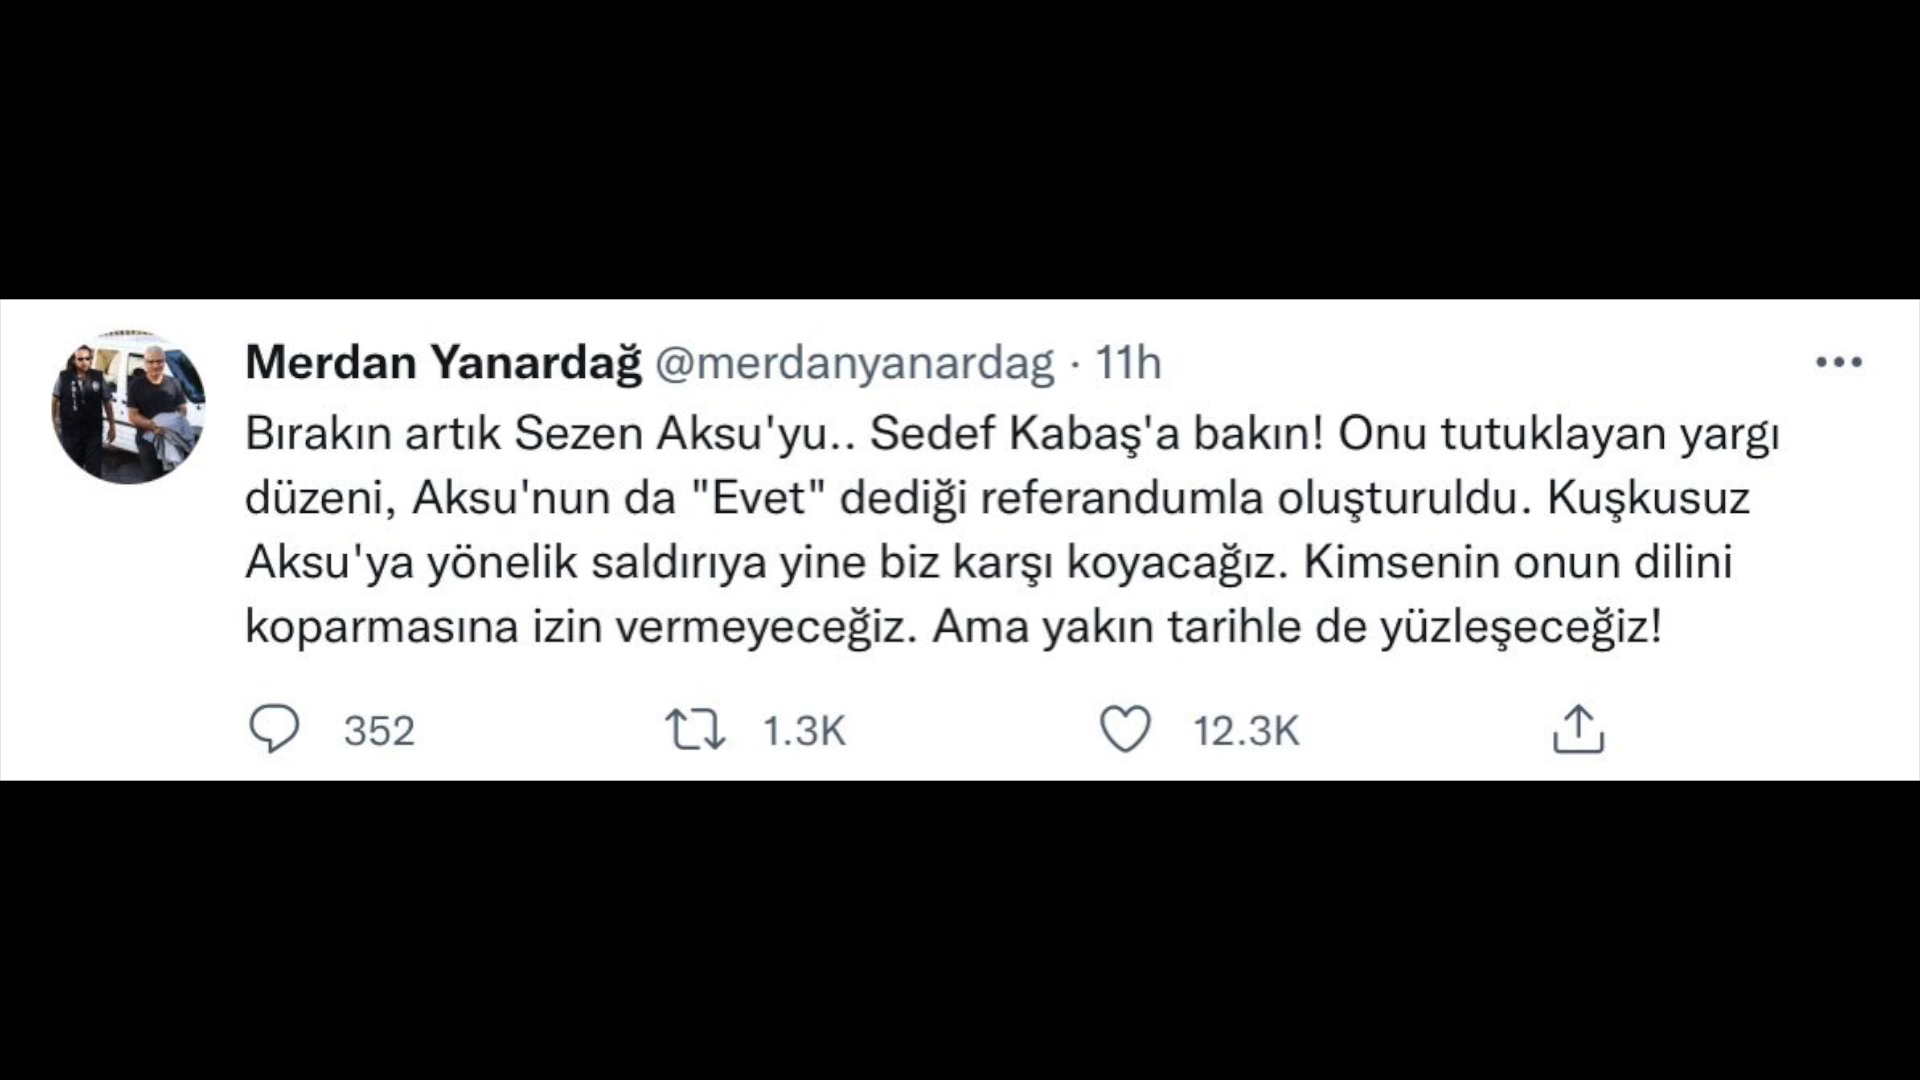 Merdan Yanardağ @merdanyanardag · 11h
Bırakın artık Sezen Aksu'yu.. Sedef Kabaş'a bakın! Onu tutuklayan yargı
düzeni, Aksu'nun da "Evet" dediği referandumla oluşturuldu. Kuşkusuz
Aksu'ya yönelik saldırıya yine biz karşı koyacağız. Kimsenin onun dilini
koparmasına izin vermeyeceğiz. Ama yakın tarihle de yüzleşeceğiz!
352 1.3K 12.3K